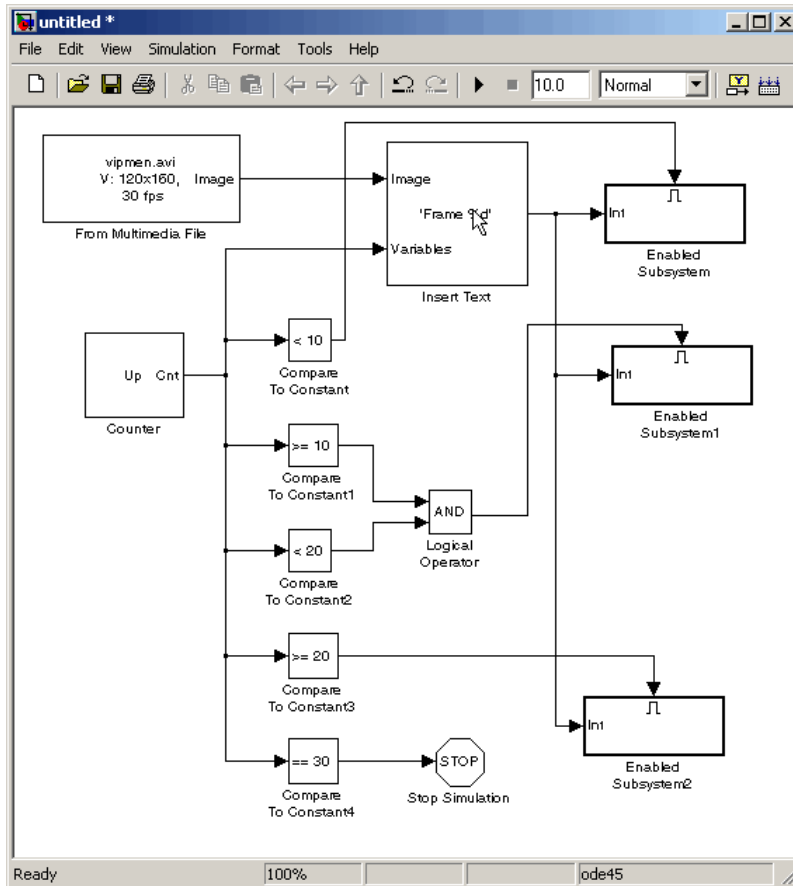 untitled *
File Edit View Simulation Format Tools Help
10.0 Normal
vipmen.avi
V: 120x160, Image
30 fps
From Multimedia File
Image
'Frame %d'
Variables
Insert Text
In1
Enabled
Subsystem
Up Cnt
Counter
< 10
Compare
To Constant
In1
Enabled
Subsystem1
>= 10
Compare
To Constant1
AND
Logical
Operator
< 20
Compare
To Constant2
>= 20
Compare
To Constant3
In1
Enabled
Subsystem2
== 30
Compare
To Constant4
STOP
Stop Simulation
Ready 100% ode45